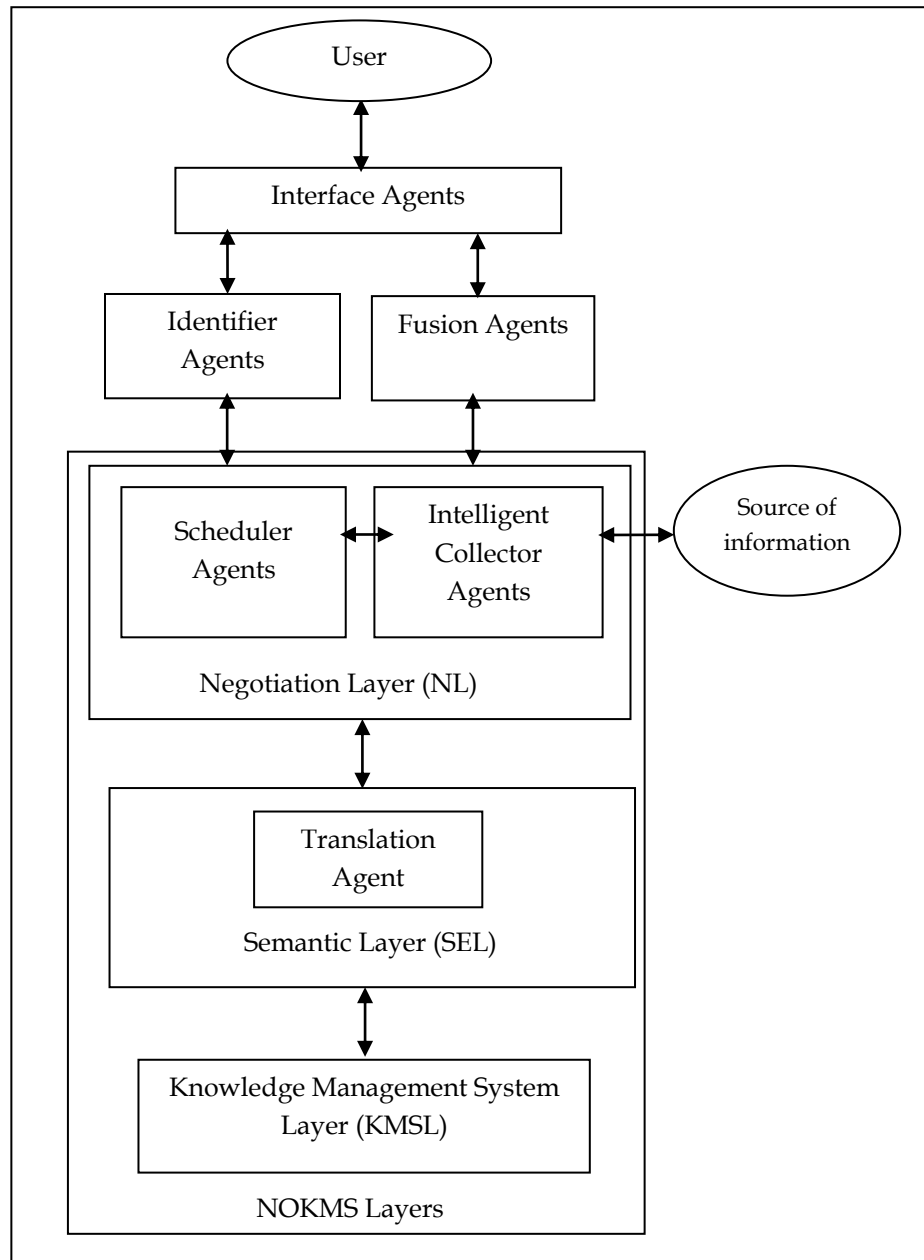 User
Interface Agents
Identifier
Agents
Fusion Agents
Scheduler
Agents
Intelligent
Collector
Agents
Source of
information
Negotiation Layer (NL)
Translation
Agent
Semantic Layer (SEL)
Knowledge Management System
Layer (KMSL)
NOKMS Layers